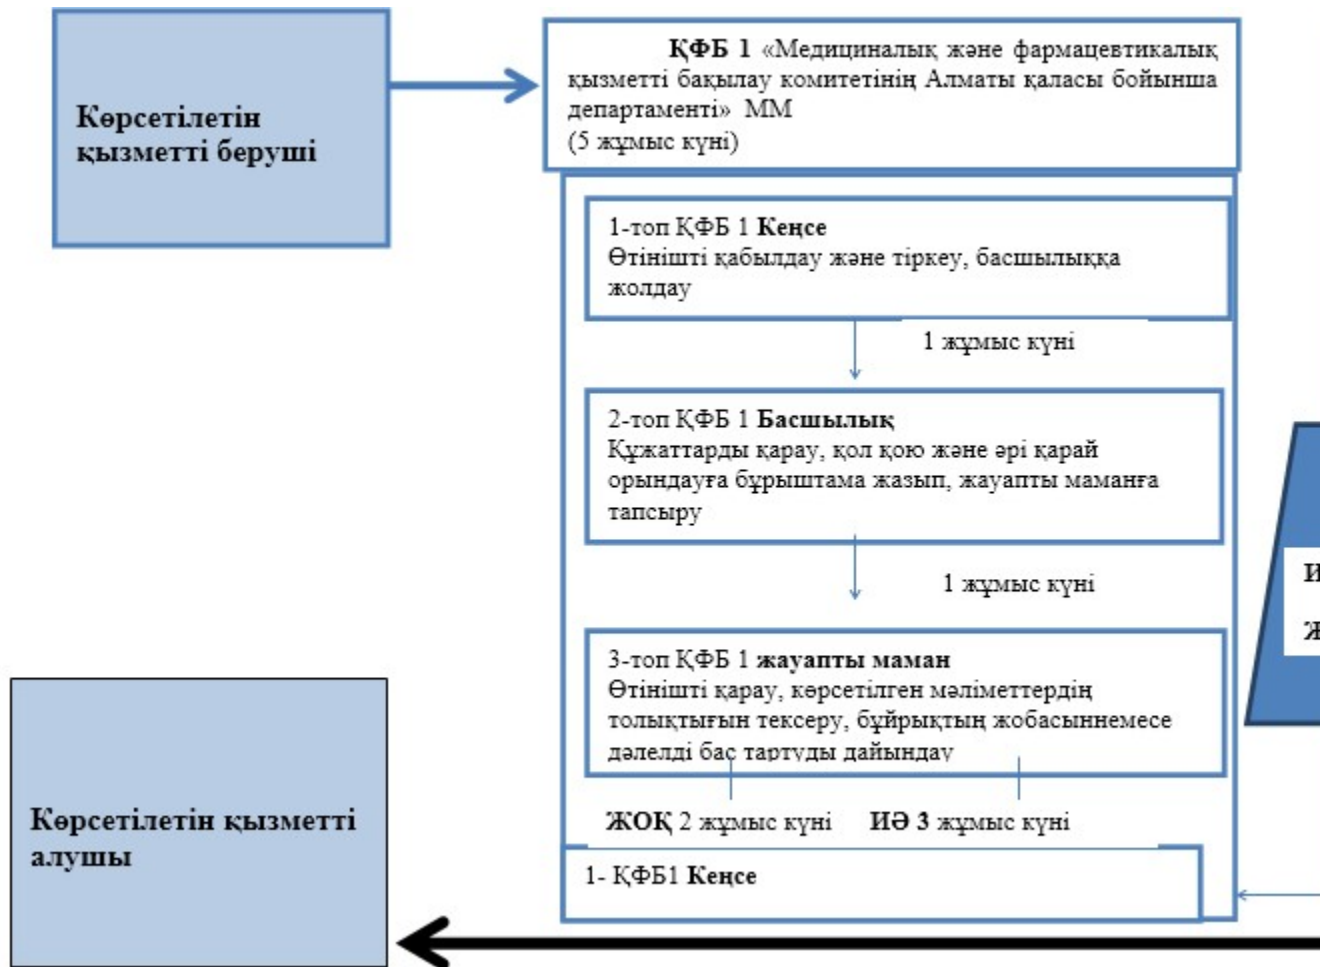 Көрсетілетін
қызметті беруші
ҚФБ 1 «Медициналық және фармацевтикалық
қызметті бақылау комитетінің Алматы қаласы бойынша
департаменті» ММ
(5 жұмыс күні)
1-топ ҚФБ 1 Кеңсе
Өтінішті қабылдау және тіркеу, басшылыққа
жолдау
1 жұмыс күні
2-топ ҚФБ 1 Басшылық
Құжаттарды қарау, қол қою және әрі қарай
орындауға бұрыштама жазып, жауапты маманға
тапсыру
1 жұмыс күні
3-топ ҚФБ 1 жауапты маман
Өтінішті қарау, көрсетілген мәліметтердің
толықтығын тексеру, бұйрықтың жобасыннемесе
дәлелді бас тартуды дайындау
ЖОҚ 2 жұмыс күні ИӘ 3 жұмыс күні
1- ҚФБ1 Кеңсе
Көрсетілетін қызметті
алушы